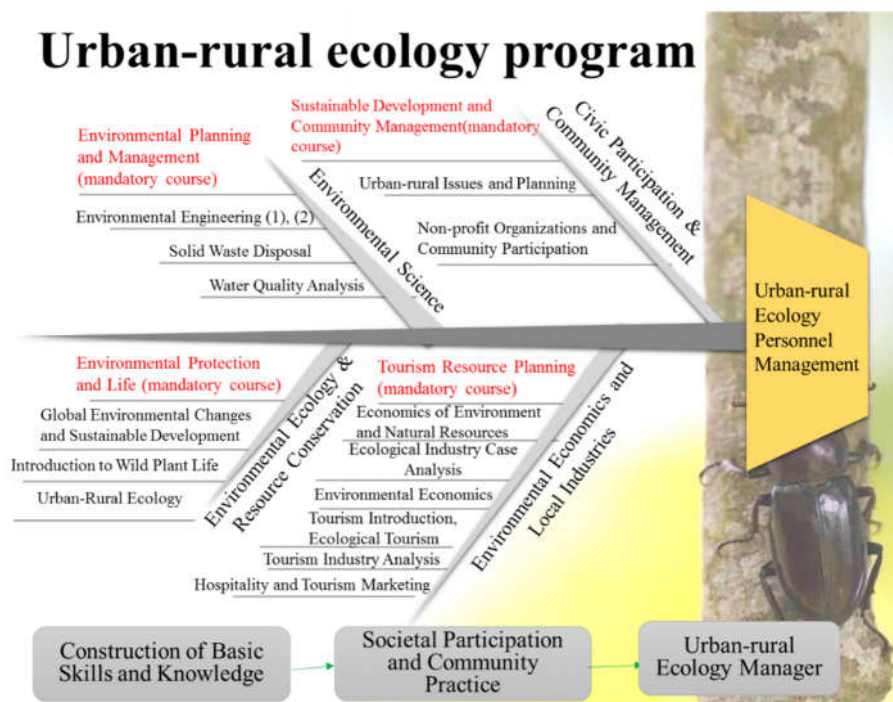 Urban-rural ecology program
Environmental Planning
and Management
(mandatory course)
Environmental Engineering (1), (2)
Solid Waste Disposal
Water Quality Analysis
Environmental Science
Sustainable Development and
Community Management(mandatory
course)
Urban-rural Issues and Planning
Non-profit Organizations and
Community Participation
Civic Participation &
Community Management
Urban-rural
Ecology
Personnel
Management
Environmental Protection
and Life (mandatory course)
Global Environmental Changes
and Sustainable Development
Introduction to Wild Plant Life
Urban-Rural Ecology
Environmental Ecology &
Resource Conservation
Tourism Resource Planning
(mandatory course)
Economics of Environment
and Natural Resources
Ecological Industry Case
Analysis
Environmental Economics
Tourism Introduction,
Ecological Tourism
Tourism Industry Analysis
Hospitality and Tourism Marketing
Environmental Economics and
Local Industries
Construction of Basic
Skills and Knowledge
Societal Participation
and Community
Practice
Urban-rural
Ecology Manager